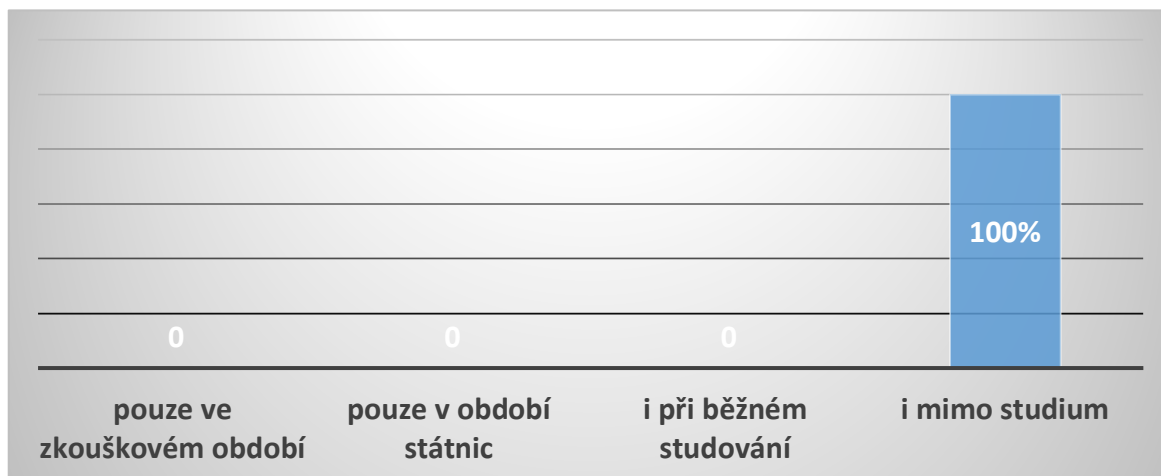 100%
0 0 0
pouze ve pouze v období i při běžném i mimo studium
zkouškovém období státnic studování